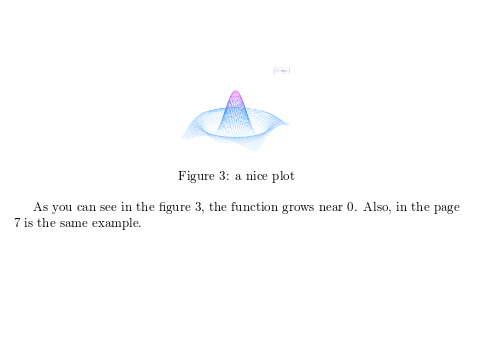 Figure 3: a nice plot
As you can see in the figure 3, the function grows near 0. Also, in the page
7 is the same example.